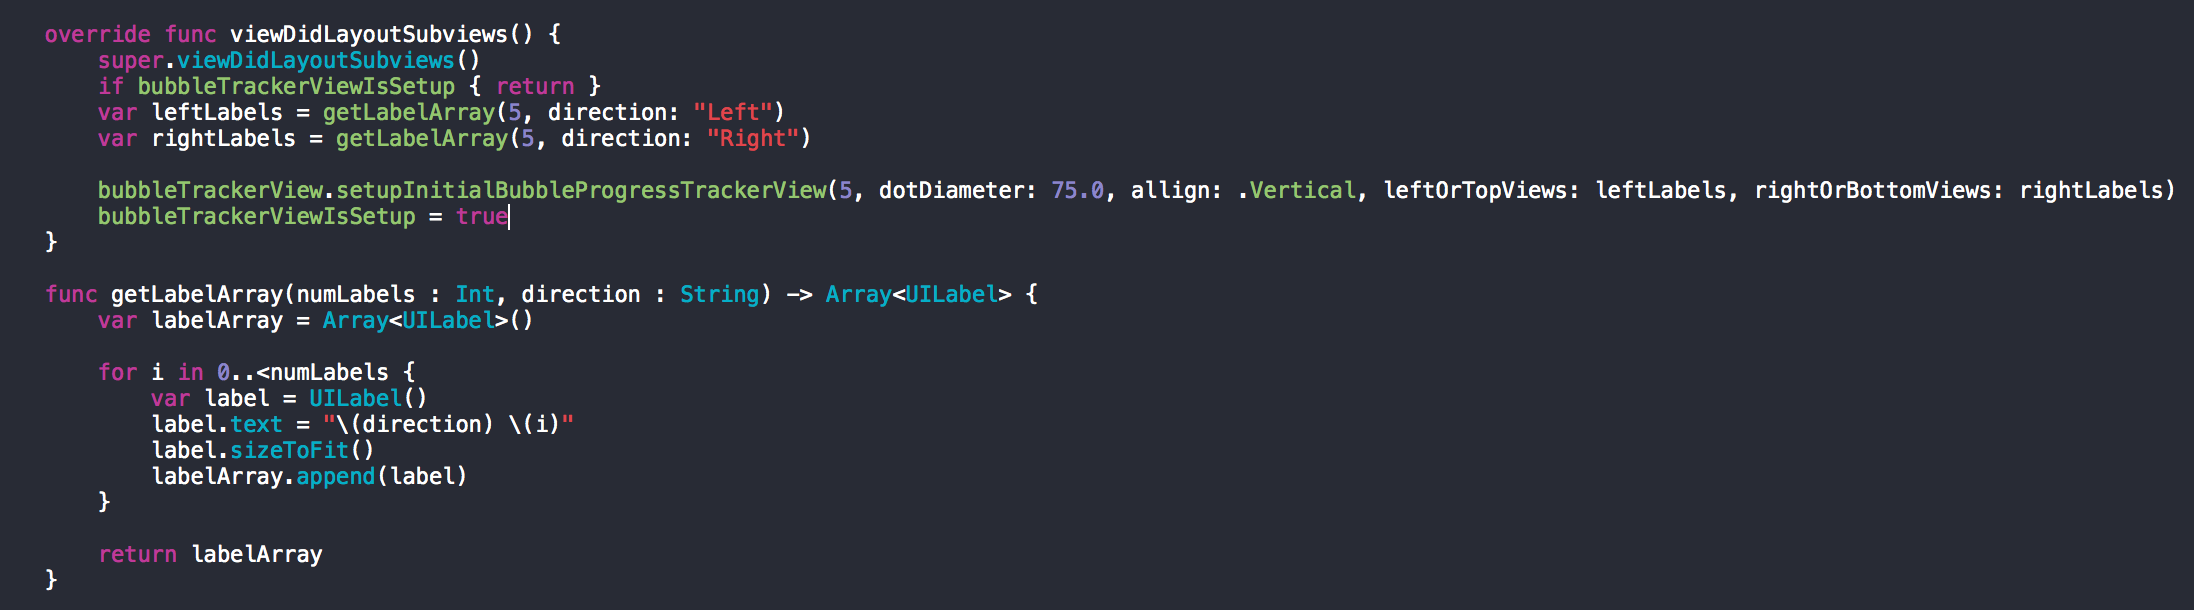 override func viewDidLayoutSubviews() {
    super.viewDidLayoutSubviews()
    if bubbleTrackerViewIsSetup { return }
    var leftLabels = getLabelArray(5, direction: "Left")
    var rightLabels = getLabelArray(5, direction: "Right")

    bubbleTrackerView.setupInitialBubbleProgressTrackerView(5, dotDiameter: 75.0, allign: .Vertical, leftOrTopViews: leftLabels, rightOrBottomViews: rightLabels)
    bubbleTrackerViewIsSetup = true
}

func getLabelArray(numLabels : Int, direction : String) -> Array<UILabel> {
    var labelArray = Array<UILabel>()

    for i in 0..<numLabels {
        var label = UILabel()
        label.text = "\(direction) \(i)"
        label.sizeToFit()
        labelArray.append(label)
    }

    return labelArray
}